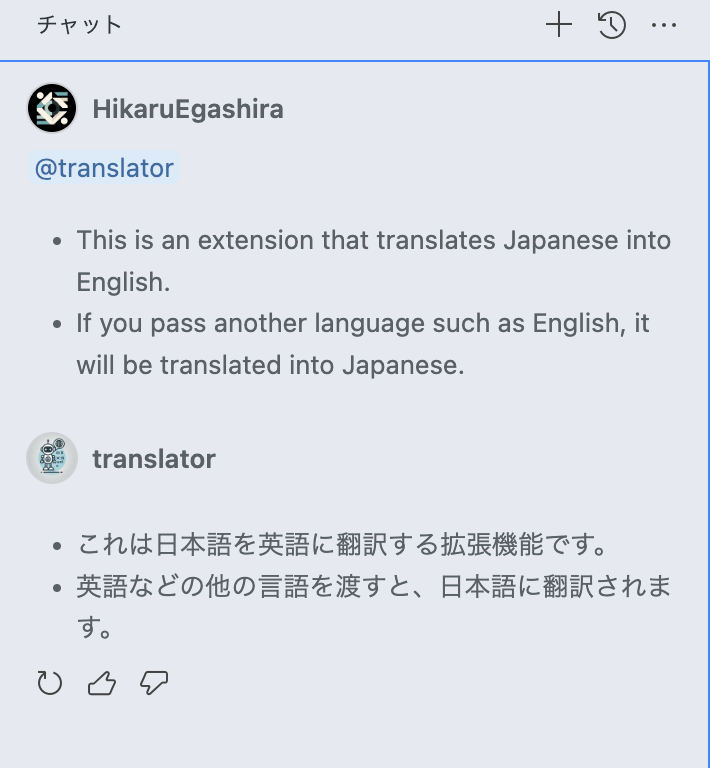 チャット
HikaruEgashira
@translator
• This is an extension that translates Japanese into
English.
• If you pass another language such as English, it
will be translated into Japanese.
translator
• これは日本語を英語に翻訳する拡張機能です。
• 英語などの他の言語を渡すと、日本語に翻訳されま
す。